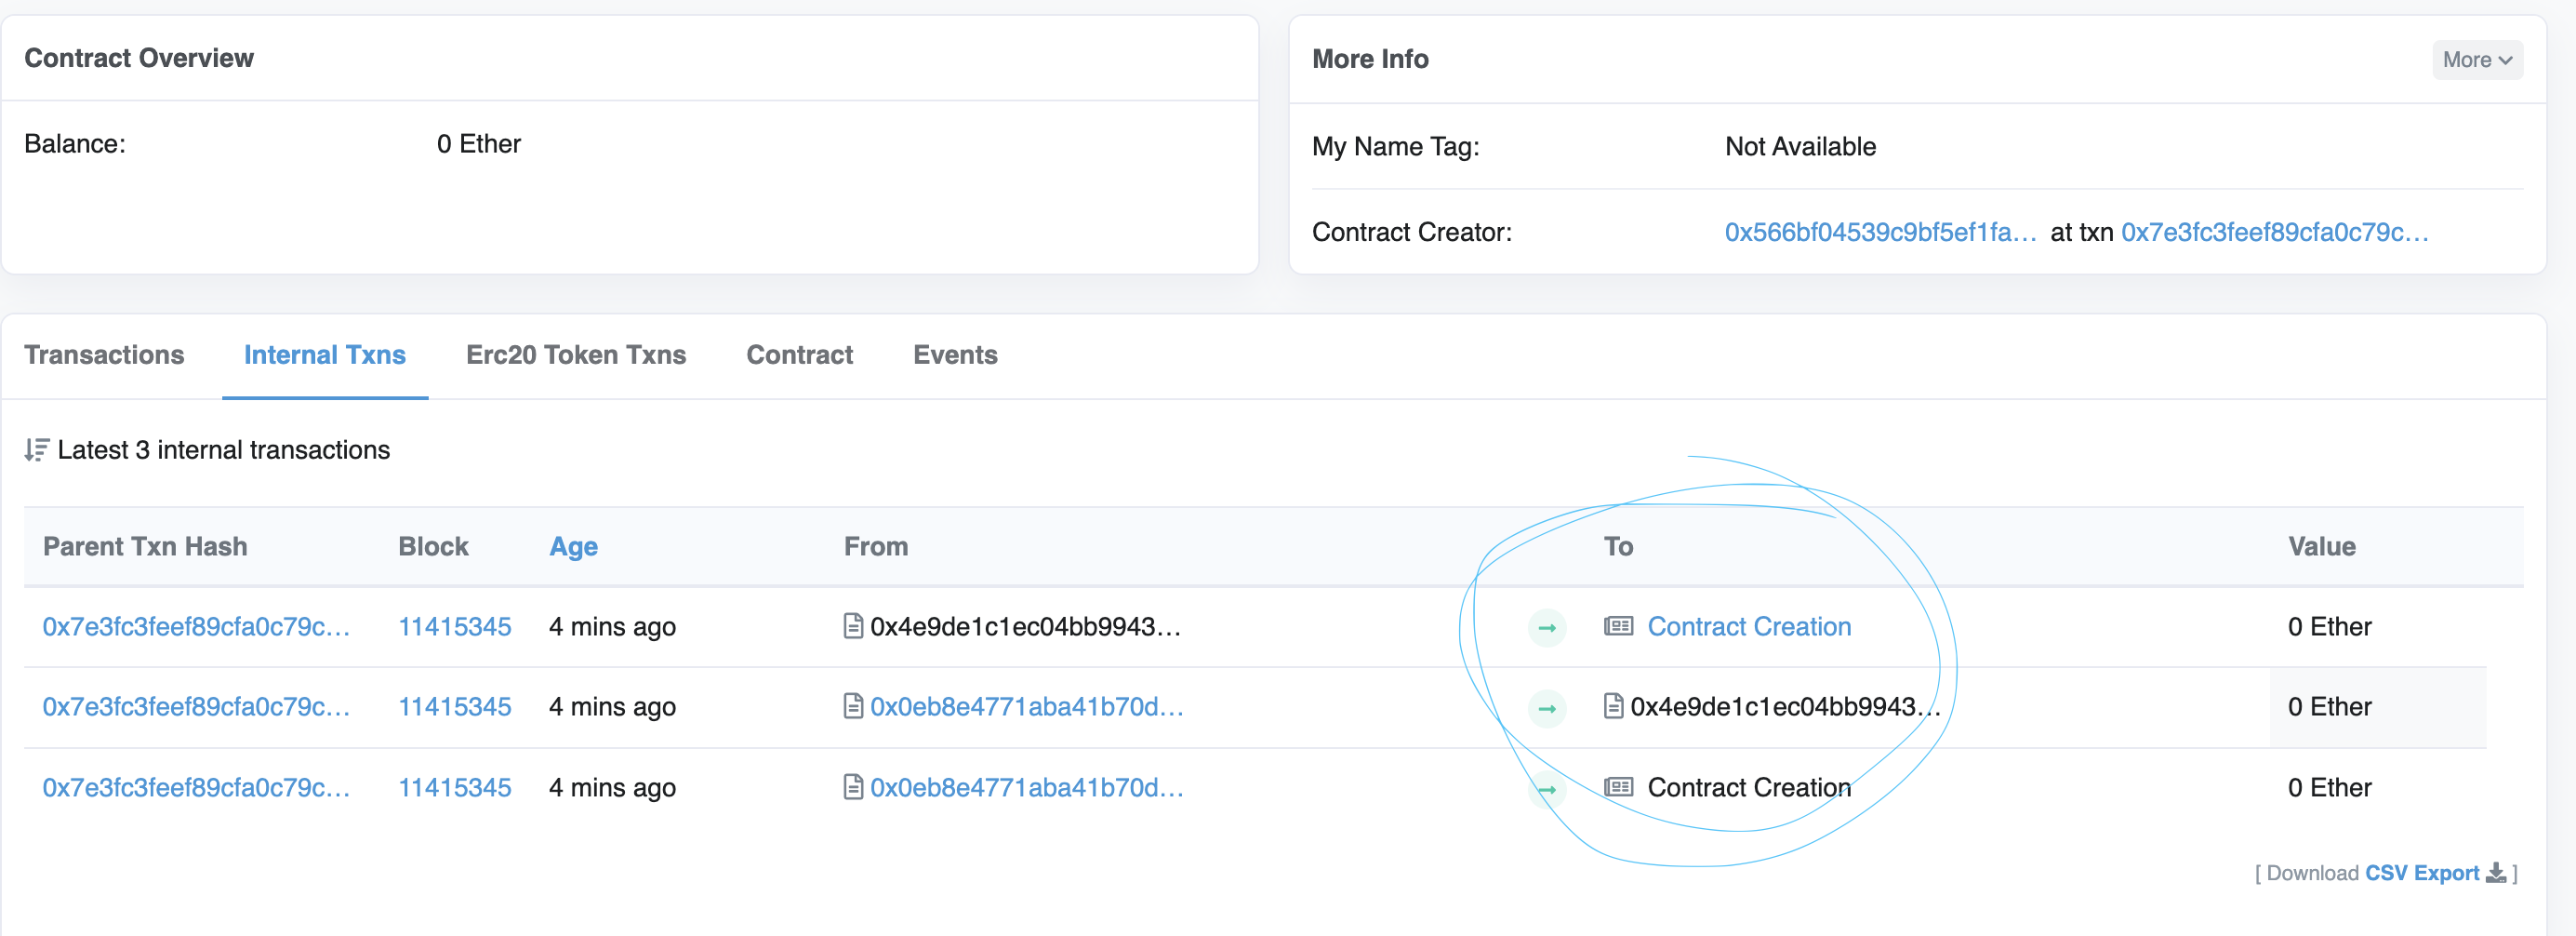 Contract Overview
Balance: 0 Ether
More Info
More
My Name Tag: Not Available
Contract Creator: 0x566bf04539c9bf5ef1fa... at txn 0x7e3fc3feef89cfa0c79c...
Transactions Internal Txns Erc20 Token Txns Contract Events
Latest 3 internal transactions
Parent Txn Hash Block Age From To Value
0x7e3fc3feef89cfa0c79c... 11415345 4 mins ago 0x4e9de1c1ec04bb9943... Contract Creation 0 Ether
0x7e3fc3feef89cfa0c79c... 11415345 4 mins ago 0x0eb8e4771aba41b70d... 0x4e9de1c1ec04bb9943... 0 Ether
0x7e3fc3feef89cfa0c79c... 11415345 4 mins ago 0x0eb8e4771aba41b70d... Contract Creation 0 Ether
[ Download CSV Export ]